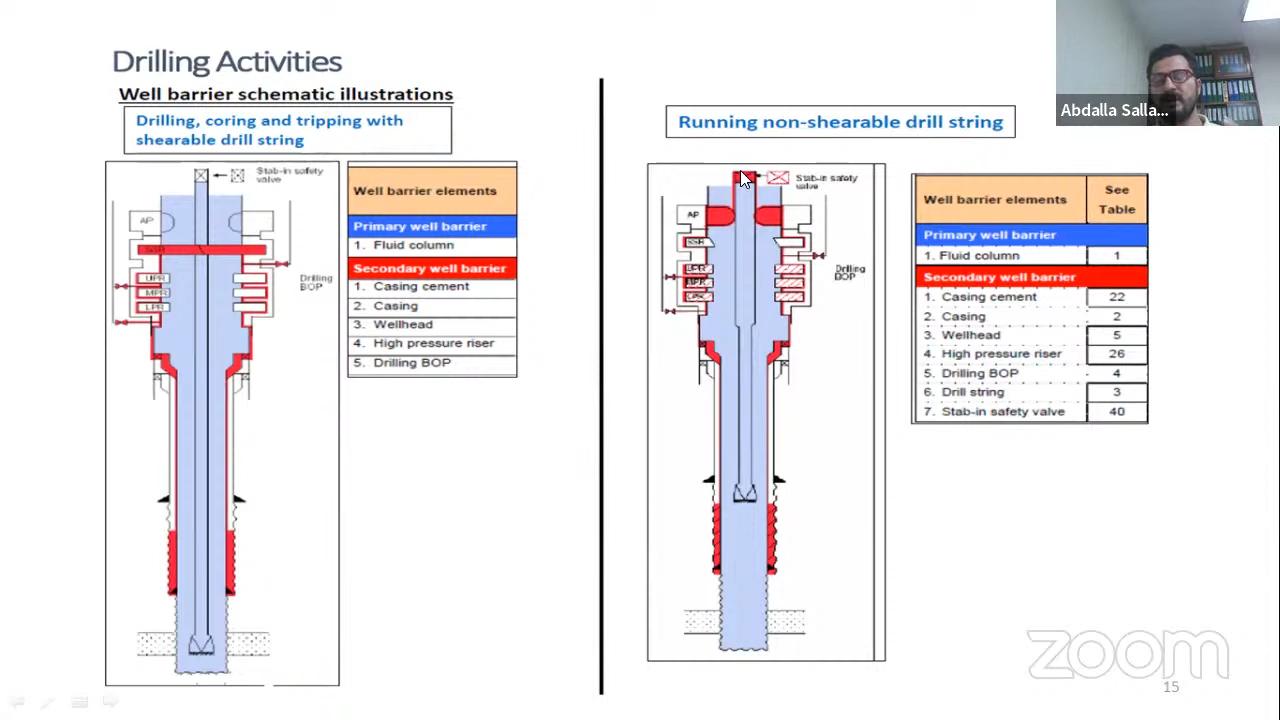 Drilling Activities
Well barrier schematic illustrations
Drilling, coring and tripping with
shearable drill string
Stab-in safety
valve
AP
UPR
MPR
LPR
Drilling
BOP
Well barrier elements
Primary well barrier
1. Fluid column
Secondary well barrier
1. Casing cement
2. Casing
3. Wellhead
4. High pressure riser
5. Drilling BOP
Running non-shearable drill string
Stab-in safety
valve
AP
SSR
UPR
MPR
LPR
Drilling
BOP
Well barrier elements See Table
Primary well barrier
1. Fluid column 1
Secondary well barrier
1. Casing cement 22
2. Casing 2
3. Wellhead 5
4. High pressure riser 26
5. Drilling BOP 4
6. Drill string 3
7. Stab-in safety valve 40
Abdalla Salla...
zoom
15